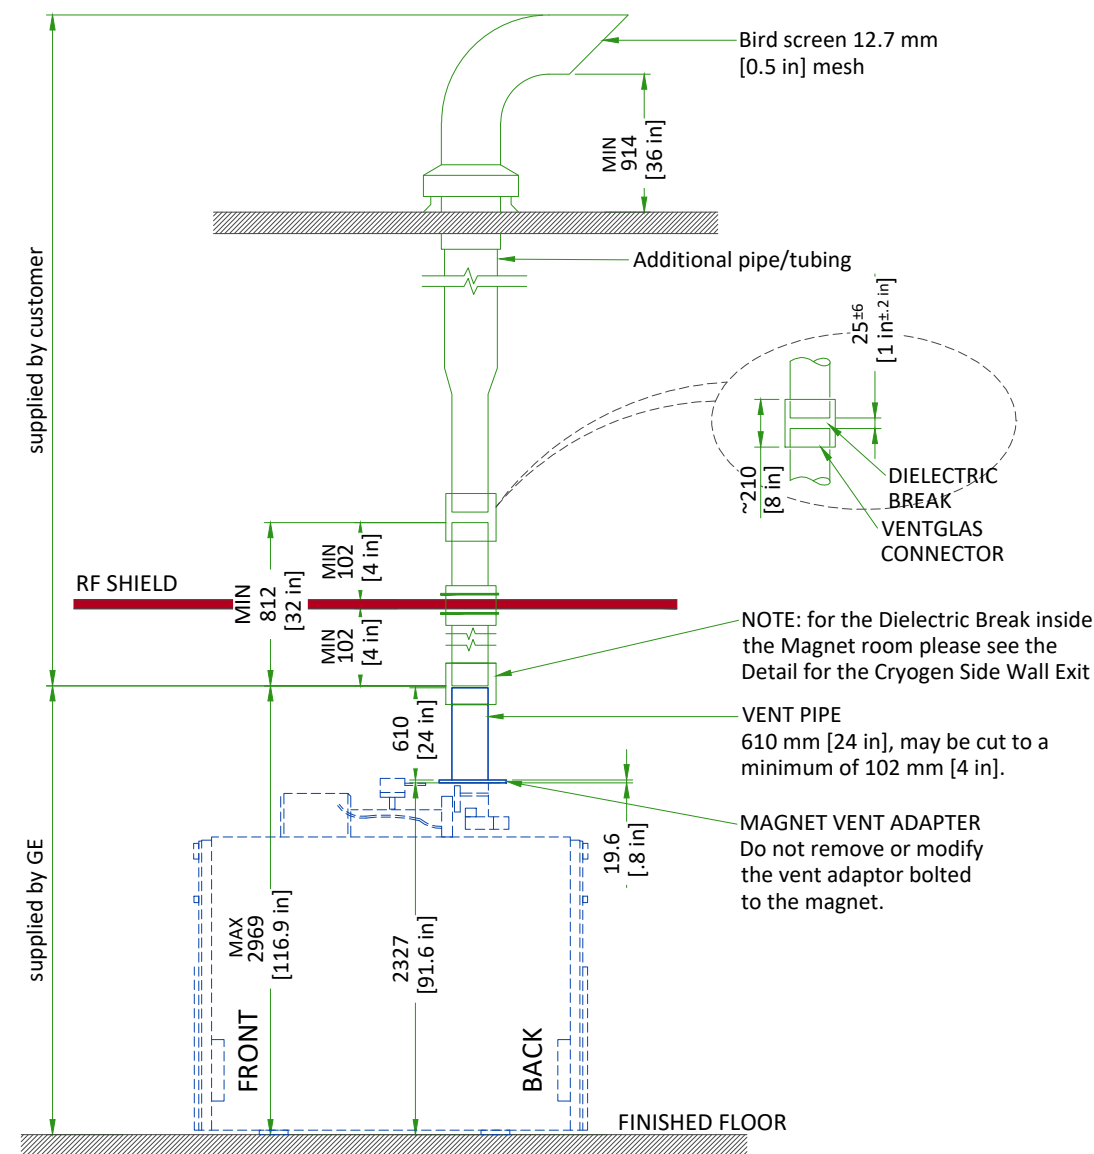 Bird screen 12.7 mm
[0.5 in] mesh
MIN
914
[36 in]
supplied by customer
Additional pipe/tubing
25±6
[1 in±.2 in]
~210
[8 in]
DIELECTRIC
BREAK
VENTGLAS
CONNECTOR
MIN
102
[4 in]
RF SHIELD
MIN
812
[32 in]
MIN
102
[4 in]
NOTE: for the Dielectric Break inside
the Magnet room please see the
Detail for the Cryogen Side Wall Exit
610
[24 in]
VENT PIPE
610 mm [24 in], may be cut to a
minimum of 102 mm [4 in].
19.6
[.8 in]
MAGNET VENT ADAPTER
Do not remove or modify
the vent adaptor bolted
to the magnet.
supplied by GE
MAX
2969
[116.9 in]
2327
[91.6 in]
FRONT
BACK
FINISHED FLOOR